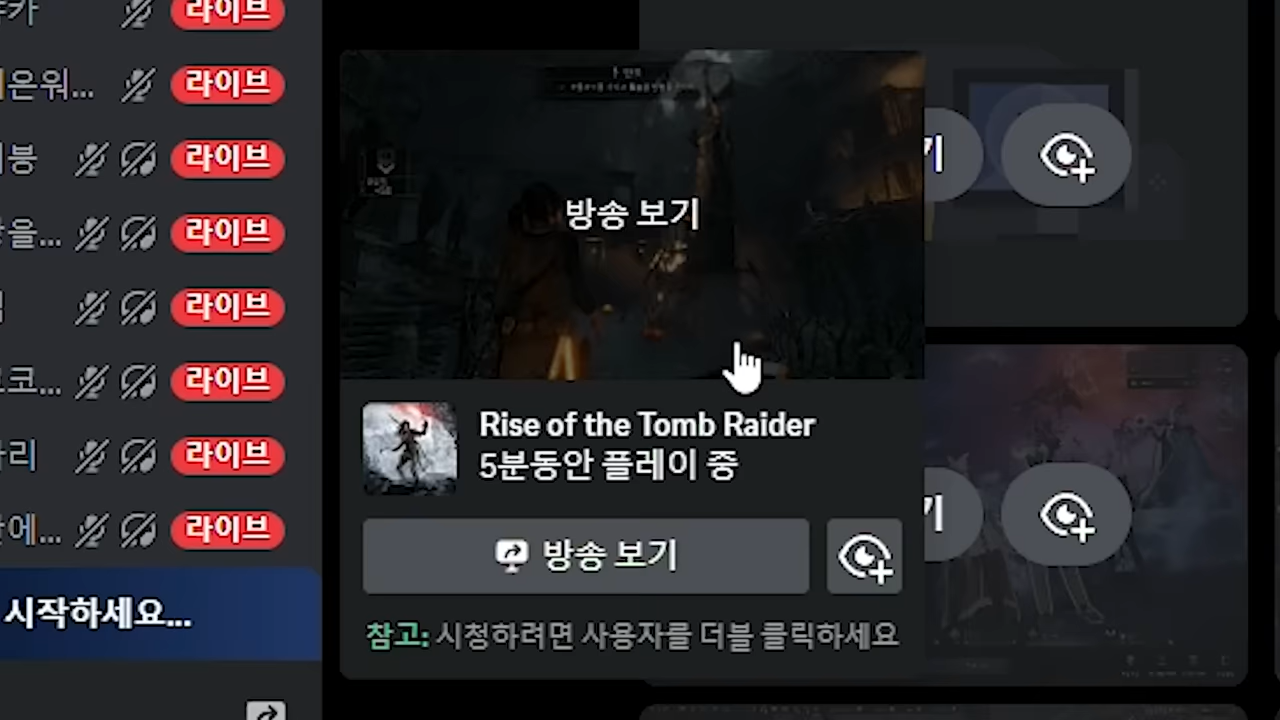 라이브
은워... 라이브
붕 라이브
을... 라이브
라이브
코... 라이브
리 라이브
에... 라이브
시작하세요...
방송 보기
Rise of the Tomb Raider
5분동안 플레이 중
방송 보기
참고: 시청하려면 사용자를 더블 클릭하세요
기
기